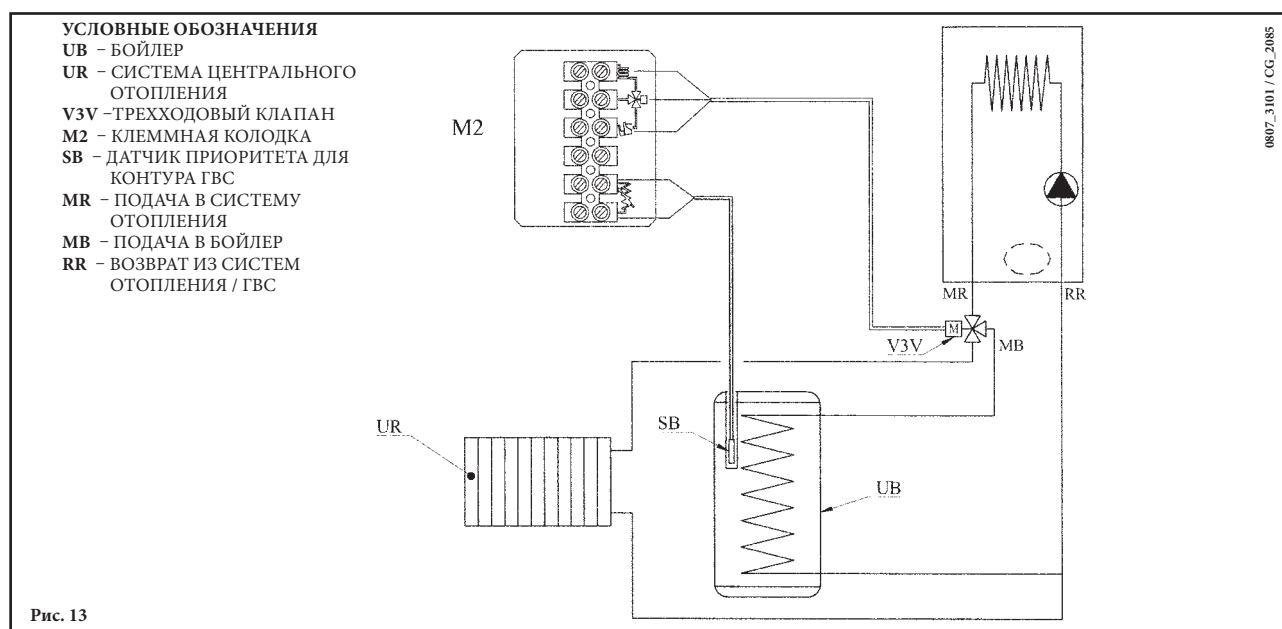 УСЛОВНЫЕ ОБОЗНАЧЕНИЯ
UB – БОЙЛЕР
UR – СИСТЕМА ЦЕНТРАЛЬНОГО
ОТОПЛЕНИЯ
V3V –ТРЕХХОДОВЫЙ КЛАПАН
M2 – КЛЕММНАЯ КОЛОДКА
SB – ДАТЧИК ПРИОРИТЕТА ДЛЯ
КОНТУРА ГВС
MR – ПОДАЧА В СИСТЕМУ
ОТОПЛЕНИЯ
MB – ПОДАЧА В БОЙЛЕР
RR – ВОЗВРАТ ИЗ СИСТЕМ
ОТОПЛЕНИЯ / ГВС
M2
0807_3101 / CG_2085
MR
RR
M
V3V
MB
UR
SB
UB
Рис. 13